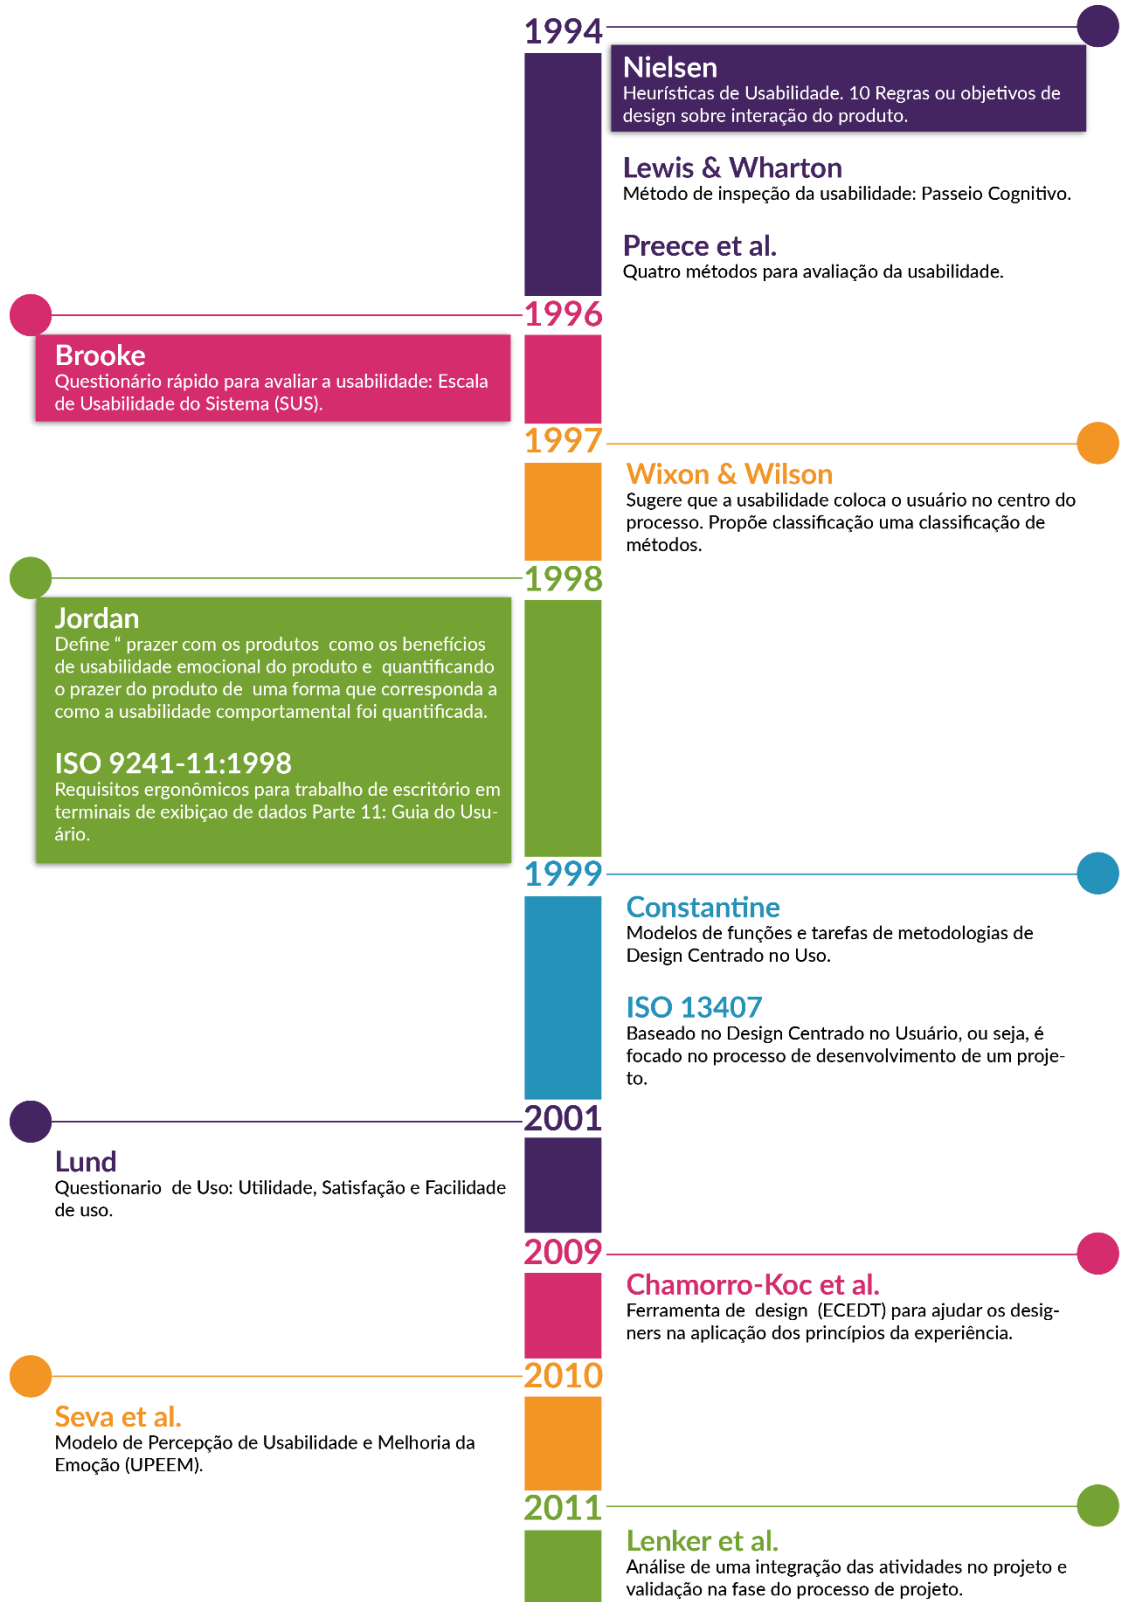 1994
Nielsen
Heurísticas de Usabilidade. 10 Regras ou objetivos de
design sobre interação do produto.
Lewis & Wharton
Método de inspeção da usabilidade: Passeio Cognitivo.
Preece et al.
Quatro métodos para avaliação da usabilidade.
1996
Brooke
Questionário rápido para avaliar a usabilidade: Escala
de Usabilidade do Sistema (SUS).
1997
Wixon & Wilson
Sugere que a usabilidade coloca o usuário no centro do
processo. Propõe classificação uma classificação de
métodos.
1998
Jordan
Define “ prazer com os produtos  como os benefícios
de usabilidade emocional do produto e  quantificando
o prazer do produto de  uma forma que corresponda a
como a usabilidade comportamental foi quantificada.
ISO 9241-11:1998
Requisitos ergonômicos para trabalho de escritório em
terminais de exibiçao de dados Parte 11: Guia do Usu-
ário.
1999
Constantine
Modelos de funções e tarefas de metodologias de
Design Centrado no Uso.
ISO 13407
Baseado no Design Centrado no Usuário, ou seja, é
focado no processo de desenvolvimento de um proje-
to.
2001
Lund
Questionario  de Uso: Utilidade, Satisfação e Facilidade
de uso.
2009
Chamorro-Koc et al.
Ferramenta de  design  (ECEDT) para ajudar os desig-
ners na aplicação dos princípios da experiência.
2010
Seva et al.
Modelo de Percepção de Usabilidade e Melhoria da
Emoção (UPEEM).
2011
Lenker et al.
Análise de uma integração das atividades no projeto e
validação na fase do processo de projeto.